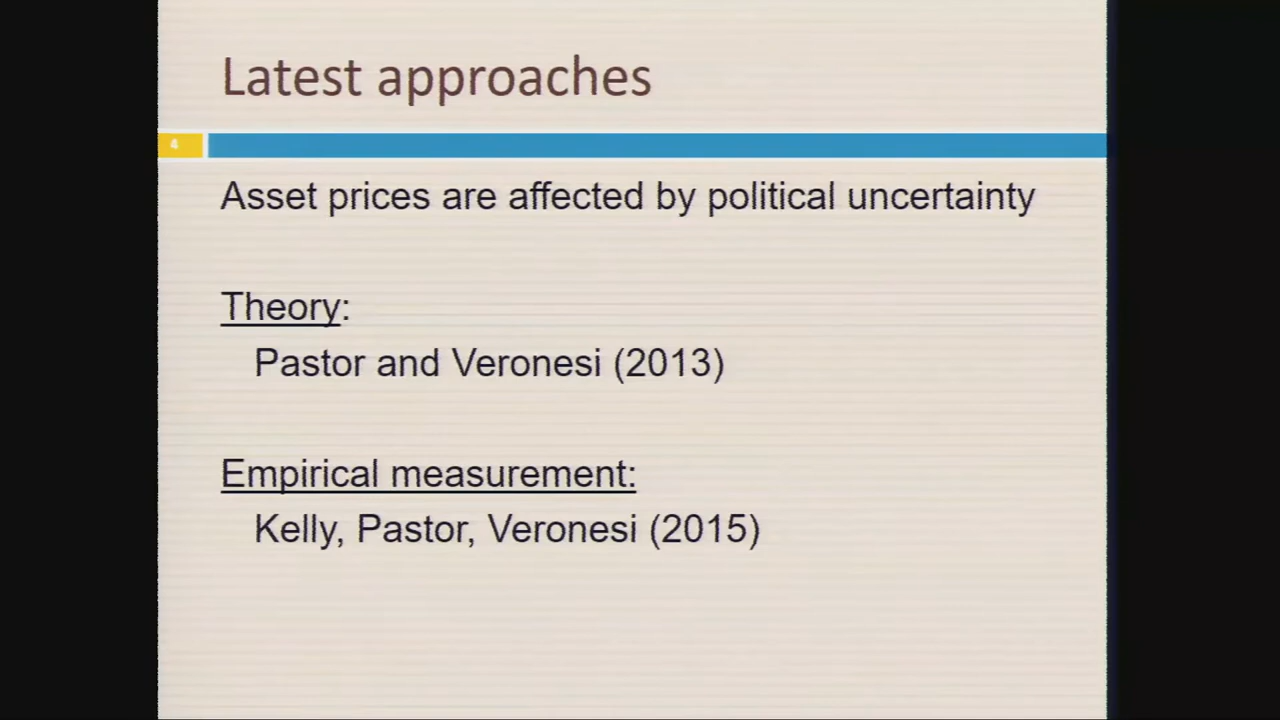 Latest approaches
4
Asset prices are affected by political uncertainty
Theory:
Pastor and Veronesi (2013)
Empirical measurement:
Kelly, Pastor, Veronesi (2015)